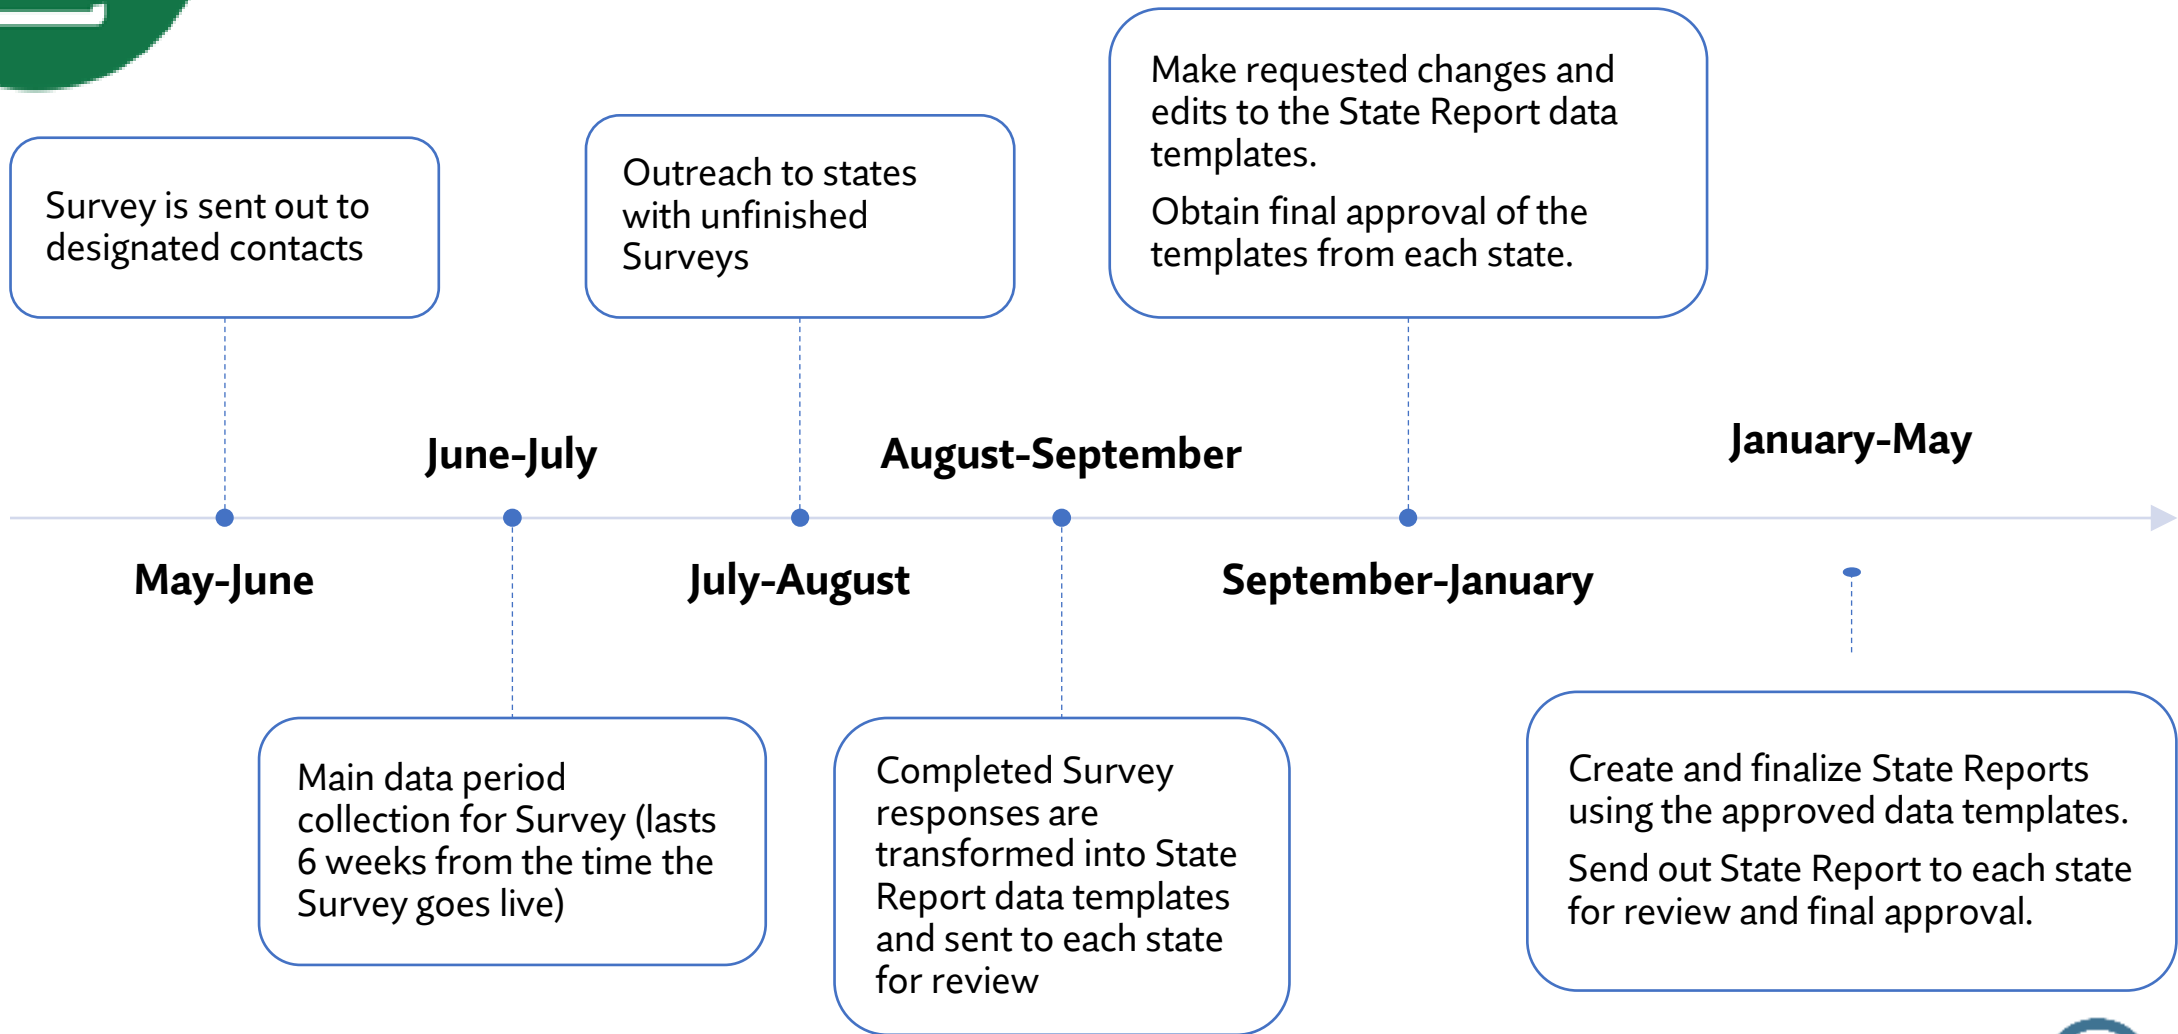 Survey is sent out to
designated contacts
Outreach to states
with unfinished
Surveys
Make requested changes and
edits to the State Report data
templates.
Obtain final approval of the
templates from each state.
June-July
August-September
January-May
May-June
July-August
September-January
Main data period
collection for Survey (lasts
6 weeks from the time the
Survey goes live)
Completed Survey
responses are
transformed into State
Report data templates
and sent to each state
for review
Create and finalize State Reports
using the approved data templates.
Send out State Report to each state
for review and final approval.